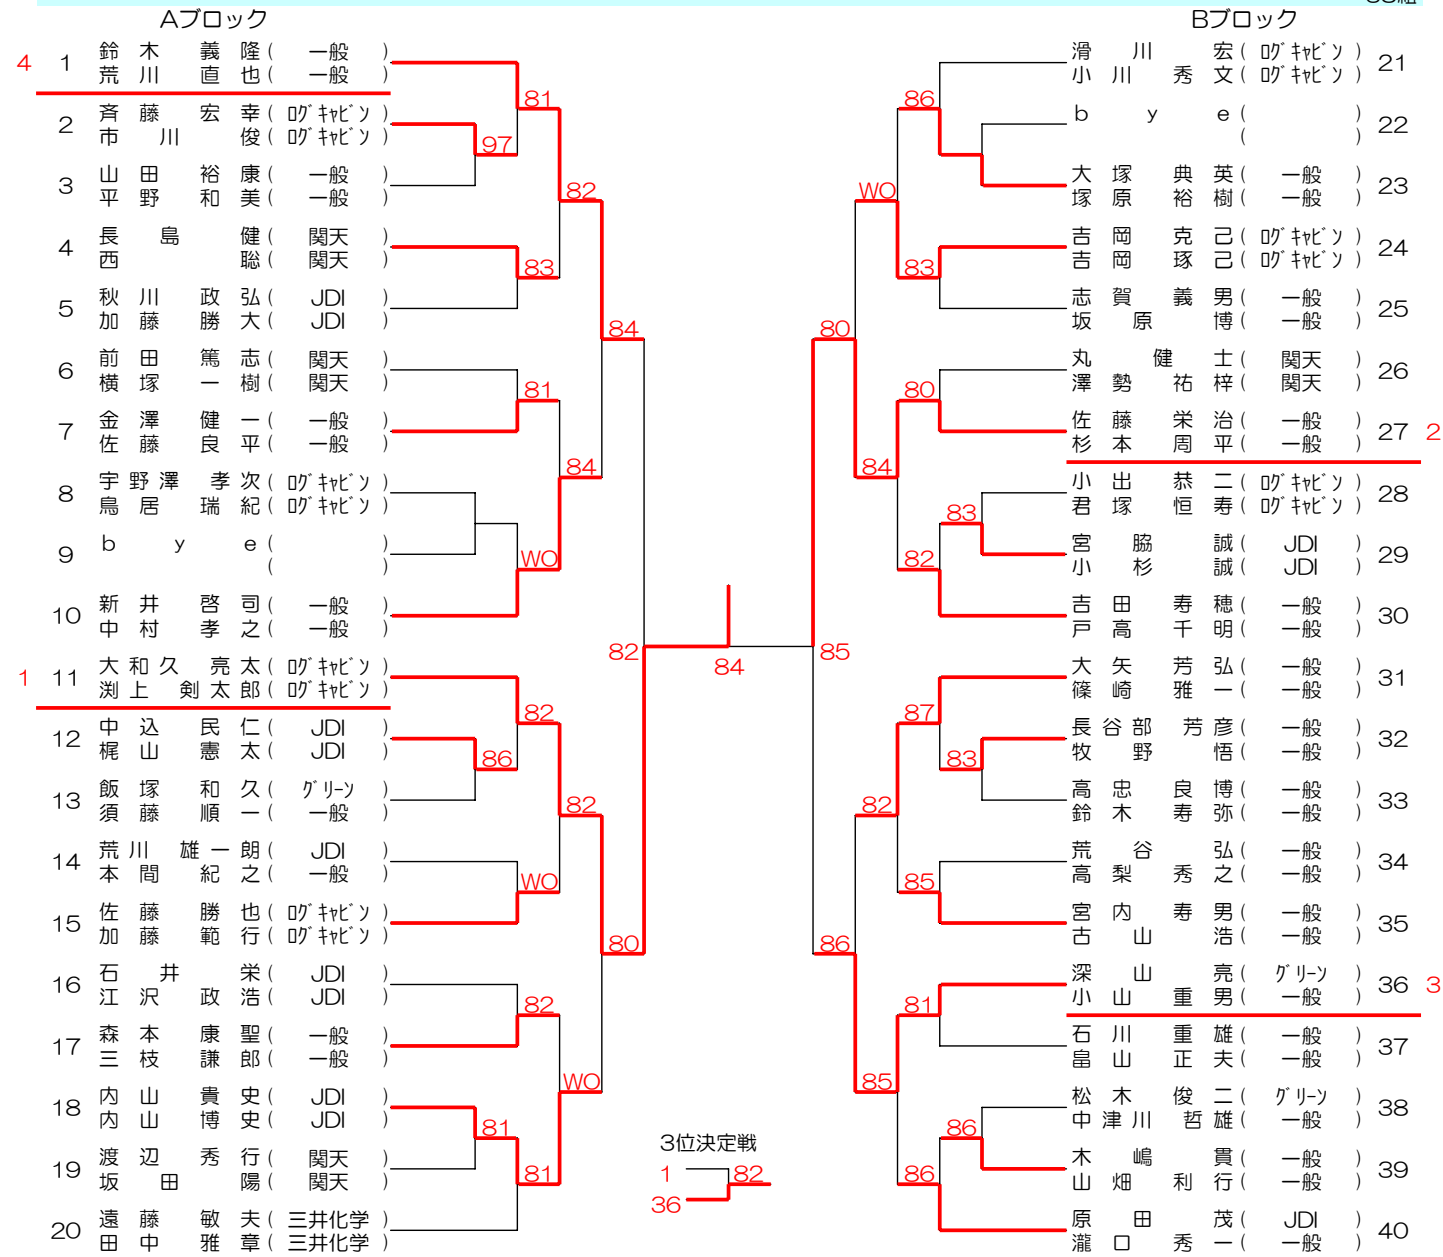 Aブロック
4 1 鈴木 義隆( 一般 )
荒川 直也( 一般 )
2 斉藤 宏幸( ログキャビン )
市川 俊( ログキャビン )
3 山田 裕康( 一般 )
平野 和美( 一般 )
4 長島 健( 関天 )
西 聡( 関天 )
5 秋川 政弘( JDI )
加藤 勝大( JDI )
6 前田 篤志( 関天 )
横塚 一樹( 関天 )
7 金澤 健一( 一般 )
佐藤 良平( 一般 )
8 宇野澤 孝次( ログキャビン )
鳥居 瑞紀( ログキャビン )
9 bye( )
( )
10 新井 啓司( 一般 )
中村 孝之( 一般 )
1 11 大和久 亮太( ログキャビン )
渕上 剣太郎( ログキャビン )
12 中込 民仁( JDI )
梶山 憲太( JDI )
13 飯塚 和久( グリーン )
須藤 順一( 一般 )
14 荒川 雄一朗( JDI )
本間 紀之( 一般 )
15 佐藤 勝也( ログキャビン )
加藤 範行( ログキャビン )
16 石井 栄( JDI )
江沢 政浩( JDI )
17 森本 康聖( 一般 )
三枝 謙郎( 一般 )
18 内山 貴史( JDI )
内山 博史( JDI )
19 渡辺 秀行( 関天 )
坂田 陽( 関天 )
20 遠藤 敏夫( 三井化学 )
田中 雅章( 三井化学 )
97
86
81
81
83
81
WO
82
WO
82
81
82
84
82
WO
84
80
82
84
3位決定戦
1
36
82
85
80
86
WO
84
82
85
86
83
80
82
87
85
81
86
83
83
86
Bブロック
滑川 宏( ログキャビン ) 21
小川 秀文( ログキャビン )
bye( ) 22
( )
大塚 典英( 一般 ) 23
塚原 裕樹( 一般 )
吉岡 克己( ログキャビン ) 24
吉岡 琢己( ログキャビン )
志賀 義男( 一般 ) 25
坂原 博( 一般 )
丸 健士( 関天 ) 26
澤勢 祐梓( 関天 )
佐藤 栄治( 一般 ) 27 2
杉本 周平( 一般 )
小出 恭二( ログキャビン ) 28
君塚 恒寿( ログキャビン )
宮脇 誠( JDI ) 29
小杉 誠( JDI )
吉田 寿穂( 一般 ) 30
戸高 千明( 一般 )
大矢 芳弘( 一般 ) 31
篠崎 雅一( 一般 )
長谷部 芳彦( 一般 ) 32
牧野 悟( 一般 )
高忠 良博( 一般 ) 33
鈴木 寿弥( 一般 )
荒谷 弘( 一般 ) 34
高梨 秀之( 一般 )
宮内 寿男( 一般 ) 35
古山 浩( 一般 )
深山 亮( グリーン ) 36 3
小山 重男( 一般 )
石川 重雄( 一般 ) 37
畠山 正夫( 一般 )
松木 俊二( グリーン ) 38
中津川 哲雄( 一般 )
木嶋 貫( 一般 ) 39
山畑 利行( 一般 )
原田 茂( JDI ) 40
瀧口 秀一( 一般 )